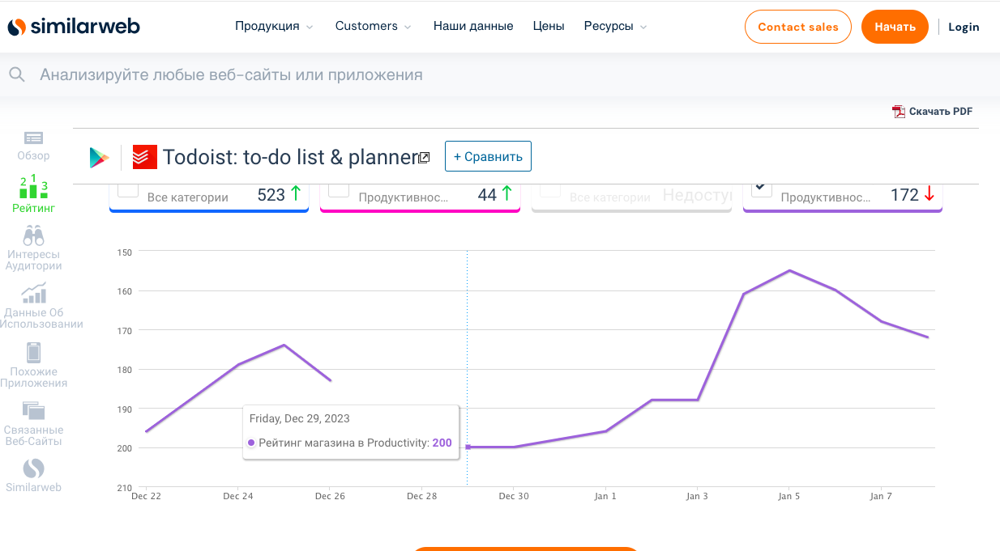 similarweb
Продукция
Customers
Наши данные
Цены
Ресурсы
Contact sales
Начать
Login
Анализируйте любые веб-сайты или приложения
Скачать PDF
Обзор
2 1 3
Рейтинг
Интересы
Аудитории
Данные Об
Использовании
Похожие
Приложения
Связанные
Веб-Сайты
Similarweb
Todoist: to-do list & planner
+ Сравнить
Все категории 523
Продуктивнос... 44
Все категории
Продуктивнос... 172
150
160
170
180
190
200
210
Friday, Dec 29, 2023
Рейтинг магазина в Productivity: 200
Dec 22 Dec 24 Dec 26 Dec 28 Dec 30 Jan 1 Jan 3 Jan 5 Jan 7